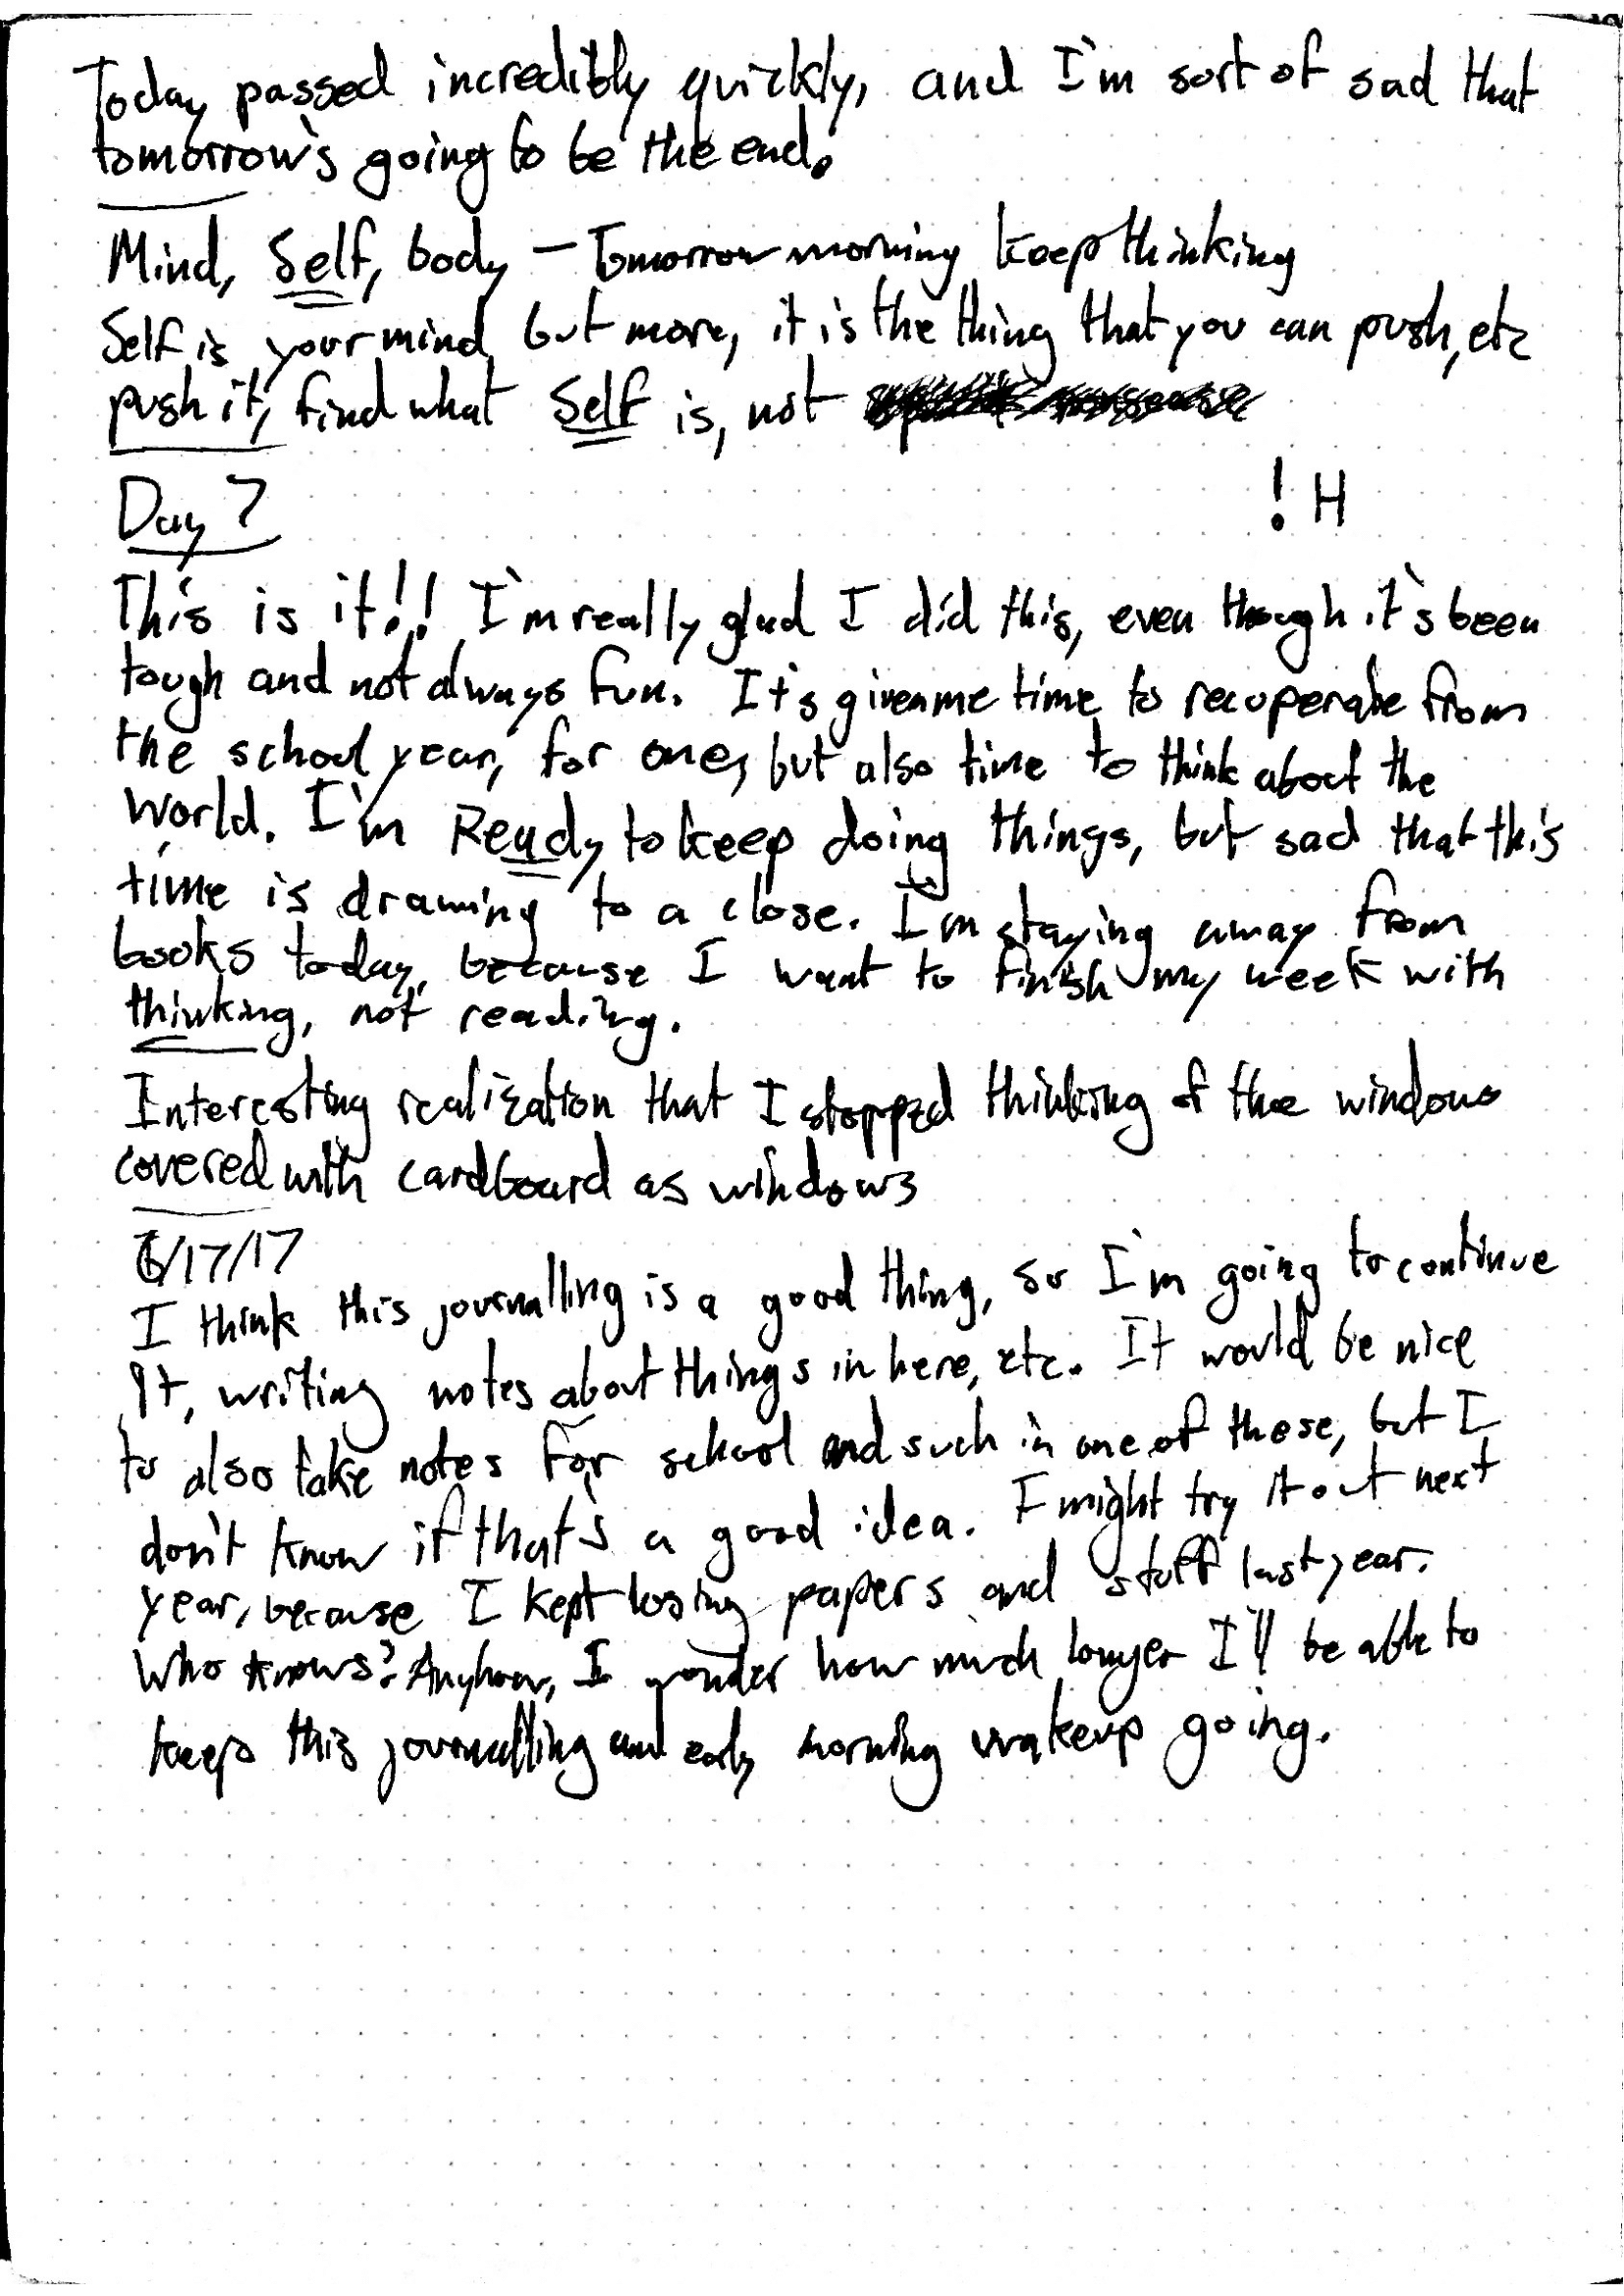 Today passed incredibly quickly, and I'm sort of sad that
tomorrow's going to be the end.
Mind, Self, body – Tomorrow morning keep thinking
Self is your mind, but more, it is the thing that you can push, etc
push it, find what Self is, not
Day 7
! H
This is it!! I'm really glad I did this, even though it's been
tough and not always fun. It's given me time to recuperate from
the school year, for one, but also time to think about the
world. I'm Ready to keep doing things, but sad that this
time is drawing to a close. I'm staying away from
books today, because I want to finish my week with
thinking, not reading.
Interesting realization that I stopped thinking of the windows
covered with cardboard as windows
6/17/17
I think this journalling is a good thing, so I'm going to continue
it, writing notes about things in here, etc. It would be nice
to also take notes for school and such in one of these, but I
don't know if that's a good idea. I might try it out next
year, because I kept losing papers and stuff last year.
Who knows? Anyhow, I wonder how much longer I'll be able to
keep this journalling and early morning wakeup going.